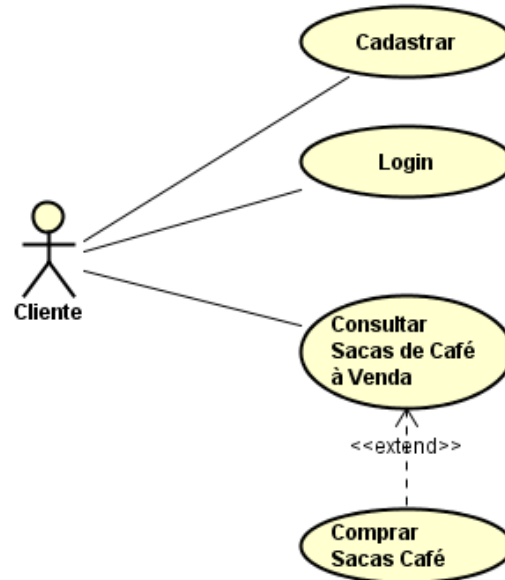 Cadastrar
Login
Cliente
Consultar
Sacas de Café
à Venda
<<extend>>
Comprar
Sacas Café